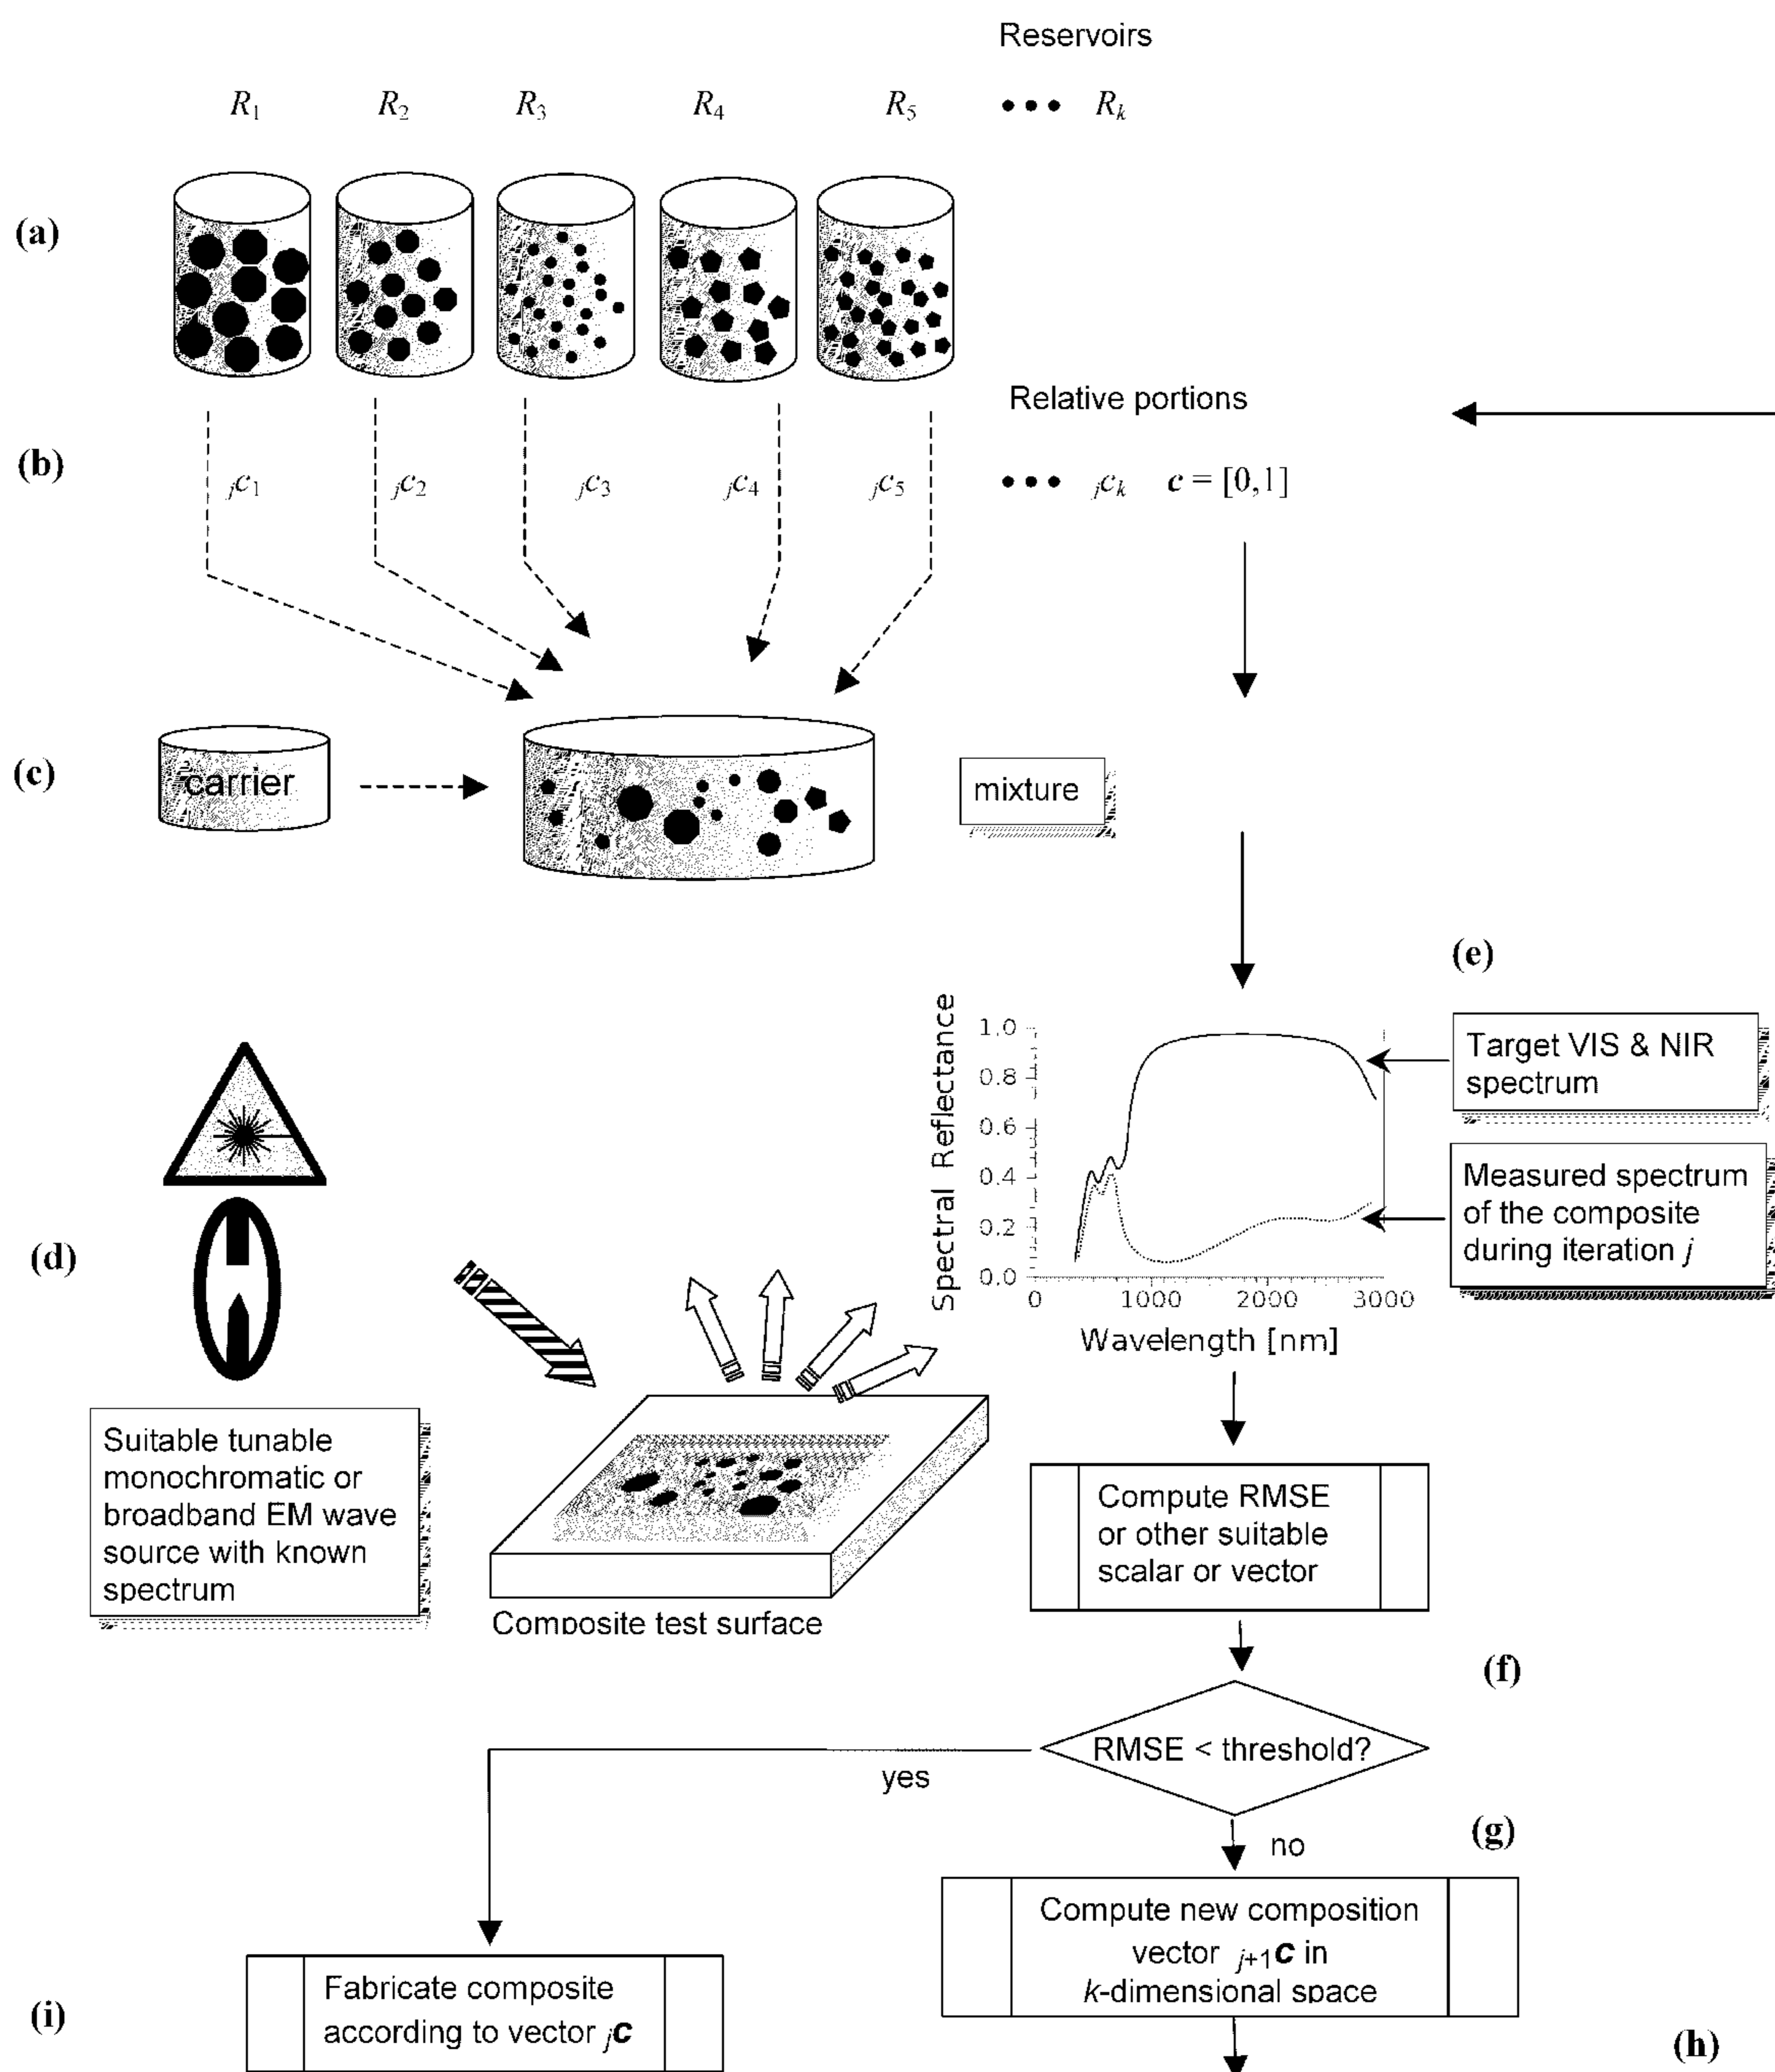 Reservoirs
R1 R2 R3 R4 R5 ••• Rk
(a)
Relative portions
(b)
jc1 jc2 jc3 jc4 jc5 ••• jck c = [0,1]
(c)
carrier
mixture
(e)
Spectral Reflectance
1.0
0.8
0.6
0.4
0.2
0.0
0 1000 2000 3000
Wavelength [nm]
Target VIS & NIR
spectrum
Measured spectrum
of the composite
during iteration j
(d)
Suitable tunable
monochromatic or
broadband EM wave
source with known
spectrum
Composite test surface
Compute RMSE
or other suitable
scalar or vector
(f)
RMSE < threshold?
yes
no
(g)
Compute new composition
vector j+1c in
k-dimensional space
(h)
(i)
Fabricate composite
according to vector jc